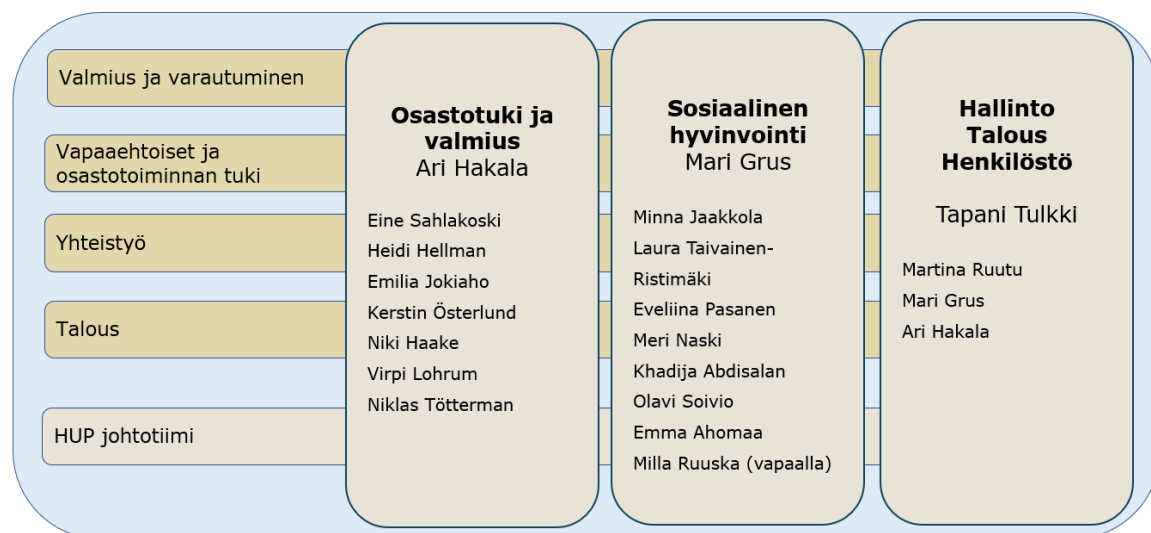 Valmius ja varautuminen
Vapaaehtoiset ja
osastotoiminnan tuki
Yhteistyö
Talous
HUP johtotiimi
Osastotuki ja
valmius
Ari Hakala
Eine Sahlakoski
Heidi Hellman
Emilia Jokiaho
Kerstin Österlund
Niki Haake
Virpi Lohrum
Niklas Tötterman
Sosiaalinen
hyvinvointi
Mari Grus
Minna Jaakkola
Laura Taivainen-
Ristimäki
Eveliina Pasanen
Meri Naski
Khadija Abdisalan
Olavi Soivio
Emma Ahomaa
Milla Ruuska (vapaalla)
Hallinto
Talous
Henkilöstö
Tapani Tulkki
Martina Ruutu
Mari Grus
Ari Hakala